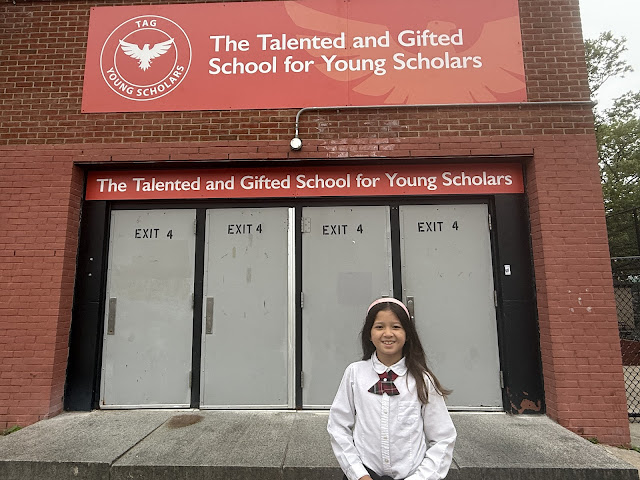 TAG
YOUNG SCHOLARS
The Talented and Gifted
School for Young Scholars
The Talented and Gifted School for Young Scholars
EXIT 4
EXIT 4
EXIT 4
EXIT 4